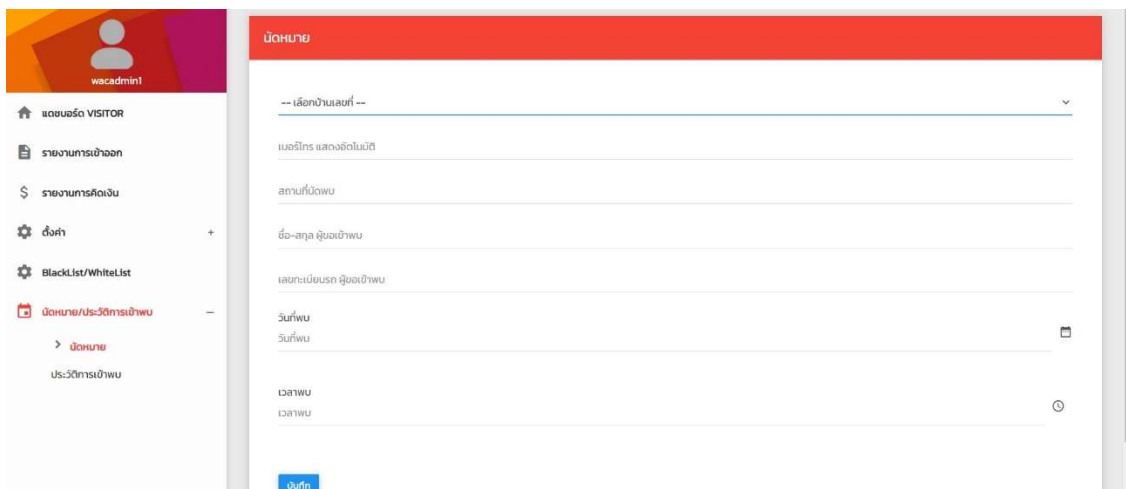 wacadmin1
แดชบอร์ด VISITOR
รายงานการเข้าออก
$ รายงานการคิดเงิน
ตั้งค่า +
BlackList/WhiteList
นัดหมาย/ประวัติการเข้าพบ –
> นัดหมาย
ประวัติการเข้าพบ
นัดหมาย
-- เลือกบ้านเลขที่ --
เบอร์โทร แสดงอัตโนมัติ
สถานที่นัดพบ
ชื่อ-สกุล ผู้ขอเข้าพบ
เลขทะเบียนรถ ผู้ขอเข้าพบ
วันที่พบ
วันที่พบ
เวลาพบ
เวลาพบ
บันทึก